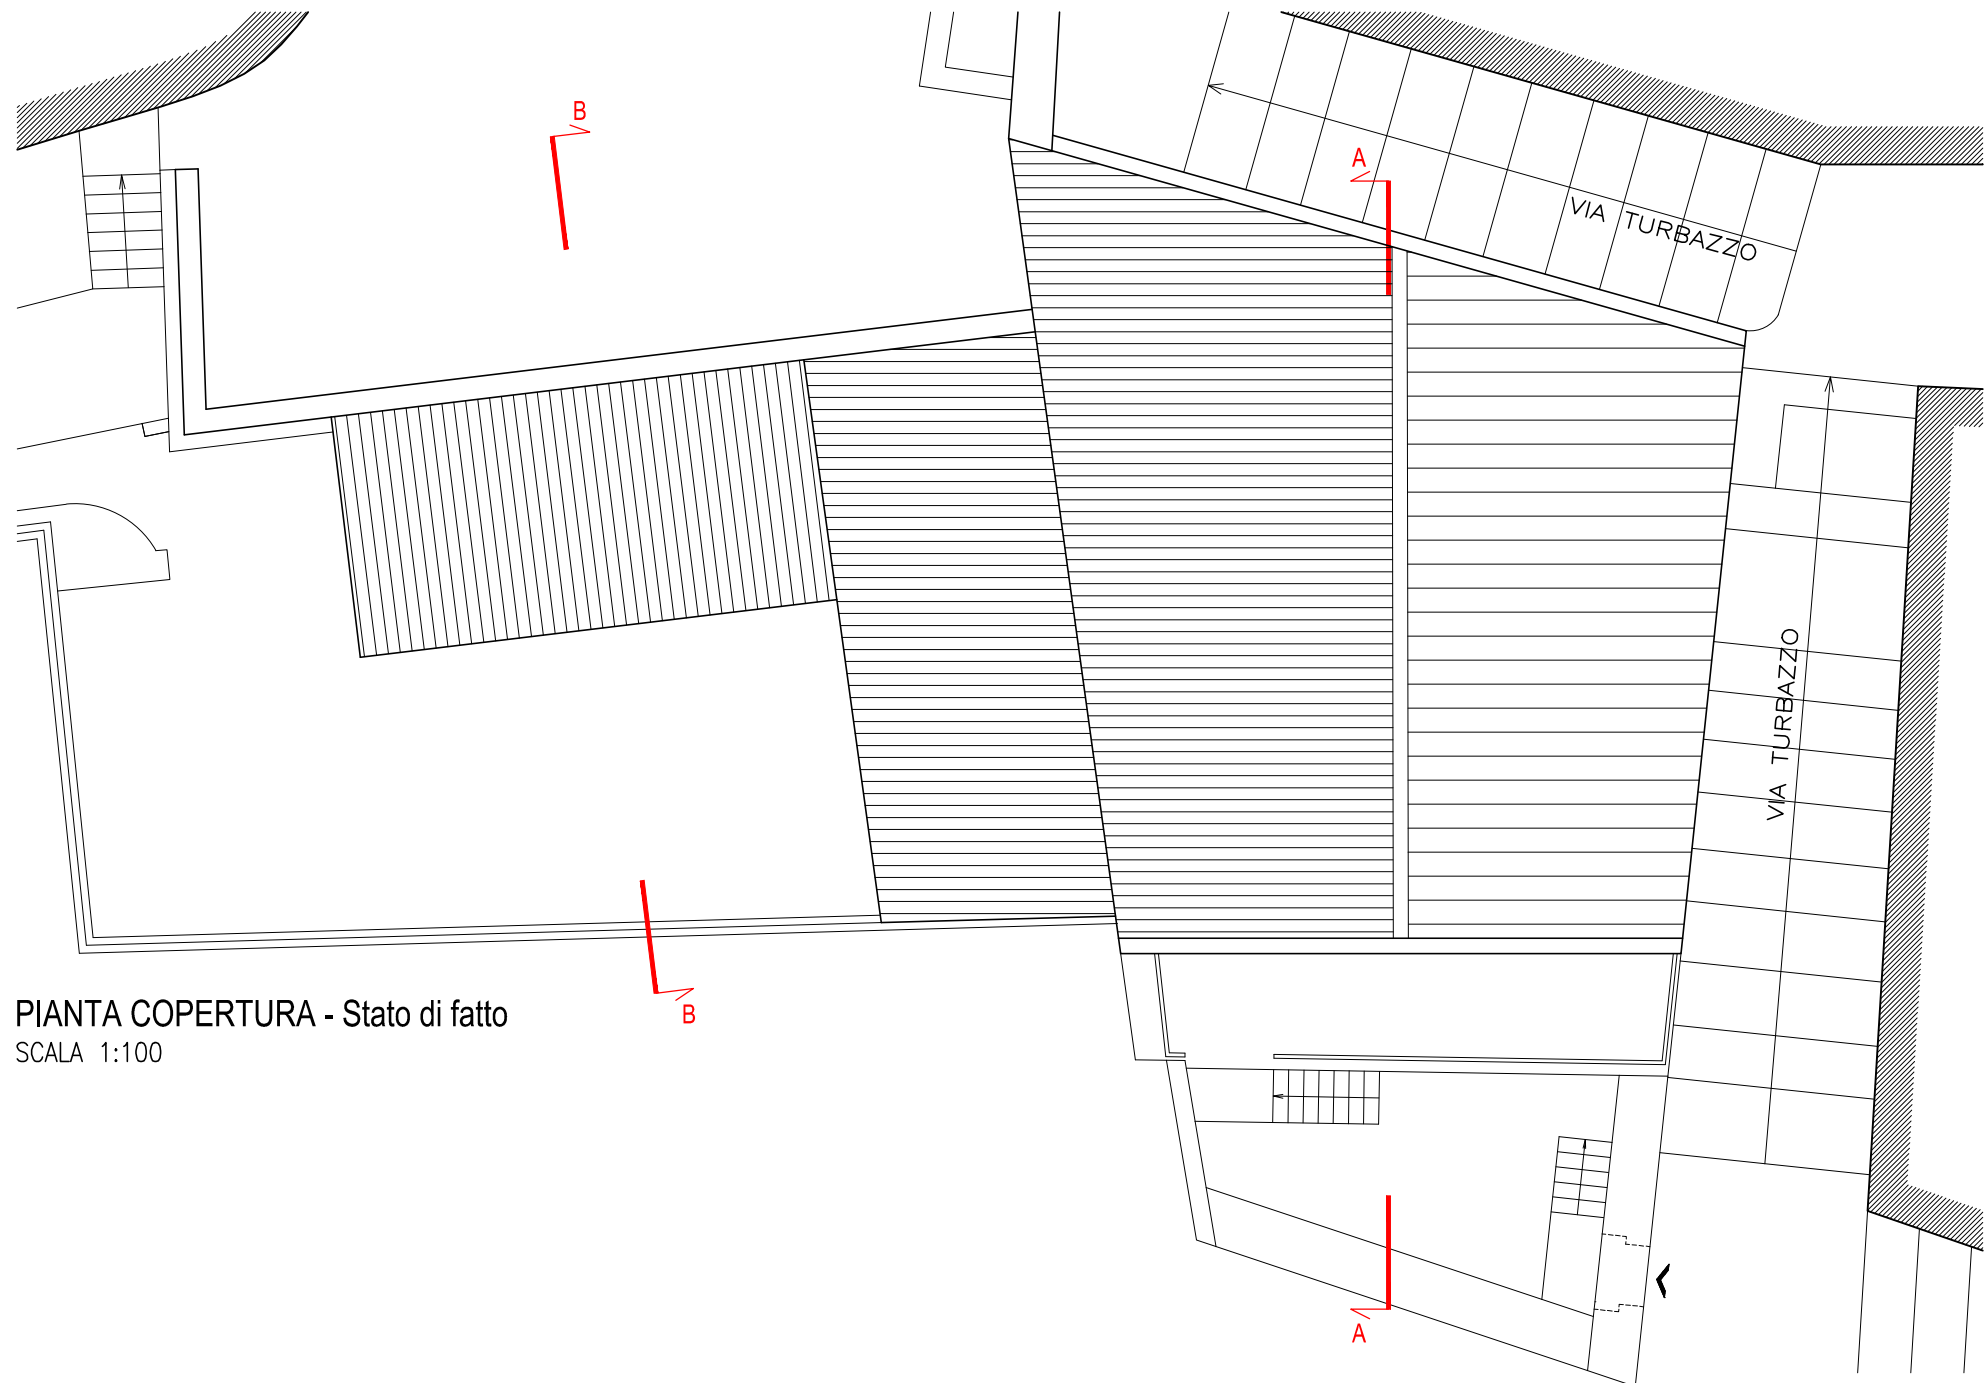 B
A
VIA TURBAZZO
VIA TURBAZZO
B
PIANTA COPERTURA - Stato di fatto
SCALA 1:100
A